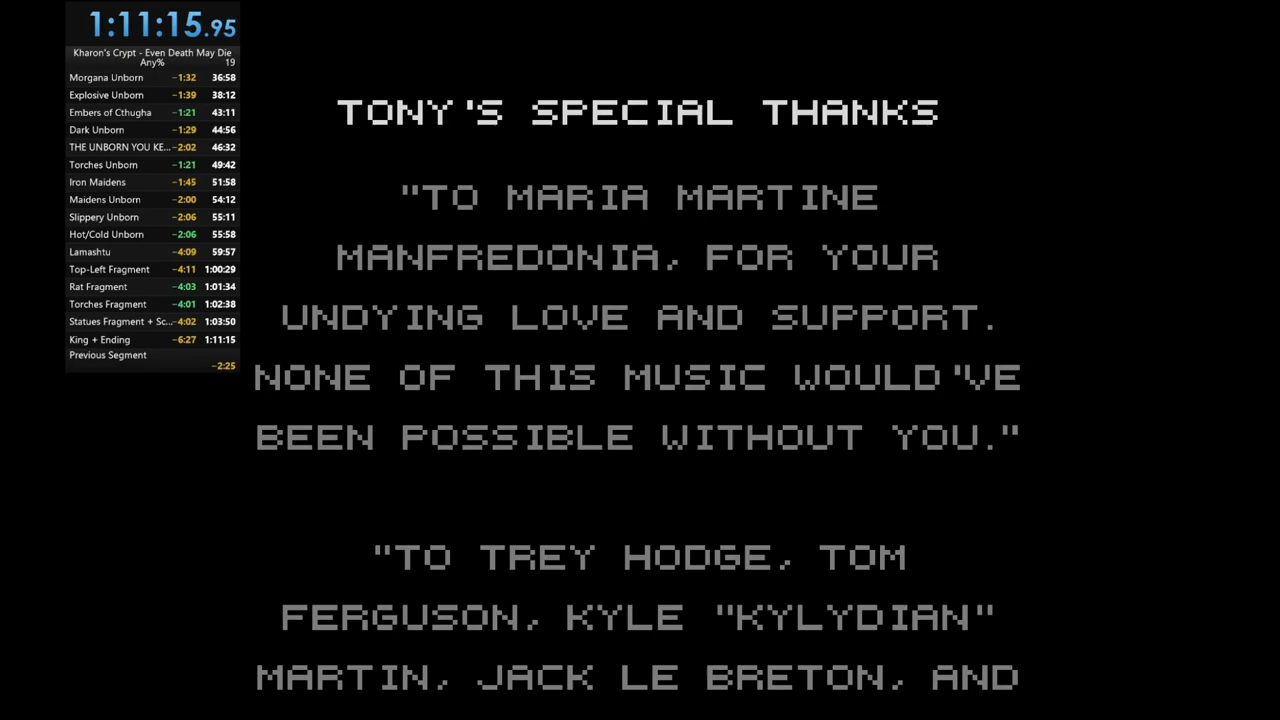 1:11:15.95
Kharon's Crypt - Even Death May Die
Any%
19
Morgana Unborn −1:32 36:58
Explosive Unborn −1:39 38:12
Embers of Cthugha −1:21 43:11
Dark Unborn −1:29 44:56
THE UNBORN YOU KE... −2:02 46:32
Torches Unborn −1:21 49:42
Iron Maidens −1:45 51:58
Maidens Unborn −2:00 54:12
Slippery Unborn −2:06 55:11
Hot/Cold Unborn −2:06 55:58
Lamashtu −4:09 59:57
Top-Left Fragment −4:11 1:00:29
Rat Fragment −4:03 1:01:34
Torches Fragment −4:01 1:02:38
Statues Fragment + Sc... −4:02 1:03:50
King + Ending −6:27 1:11:15
Previous Segment
−2:25
TONY'S SPECIAL THANKS
"TO MARIA MARTINE
MANFREDONIA, FOR YOUR
UNDYING LOVE AND SUPPORT.
NONE OF THIS MUSIC WOULD'VE
BEEN POSSIBLE WITHOUT YOU."
"TO TREY HODGE, TOM
FERGUSON, KYLE "KYLYDIAN"
MARTIN, JACK LE BRETON, AND